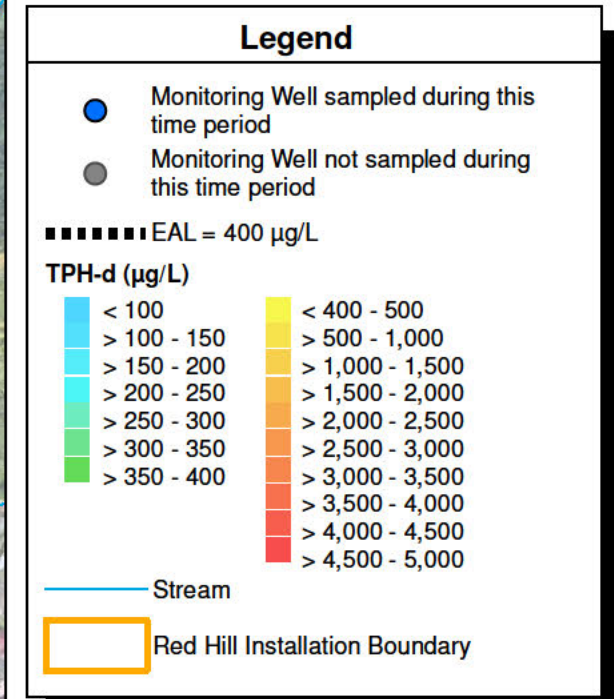 Legend
Monitoring Well sampled during this
time period
Monitoring Well not sampled during
this time period
EAL = 400 µg/L
TPH-d (µg/L)
< 100
> 100 - 150
> 150 - 200
> 200 - 250
> 250 - 300
> 300 - 350
> 350 - 400
< 400 - 500
> 500 - 1,000
> 1,000 - 1,500
> 1,500 - 2,000
> 2,000 - 2,500
> 2,500 - 3,000
> 3,000 - 3,500
> 3,500 - 4,000
> 4,000 - 4,500
> 4,500 - 5,000
Stream
Red Hill Installation Boundary